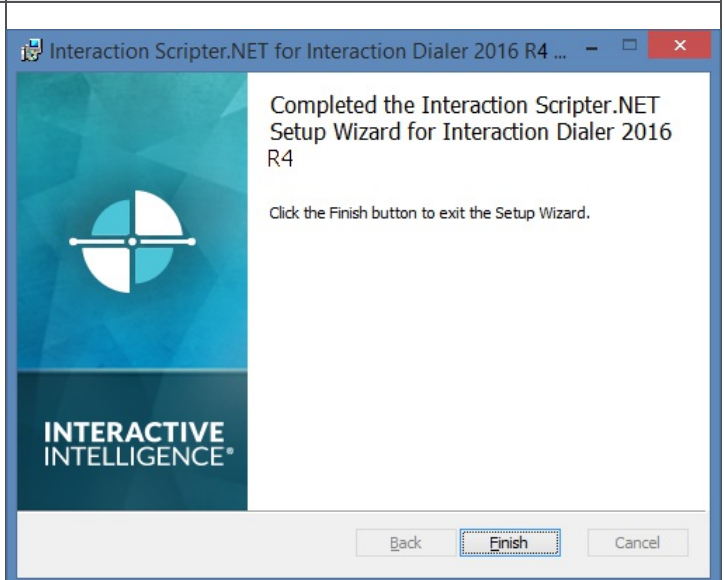 Interaction Scripter.NET for Interaction Dialer 2016 R4 ...
Completed the Interaction Scripter.NET
Setup Wizard for Interaction Dialer 2016
R4
Click the Finish button to exit the Setup Wizard.
INTERACTIVE
INTELLIGENCE®
Back Finish Cancel